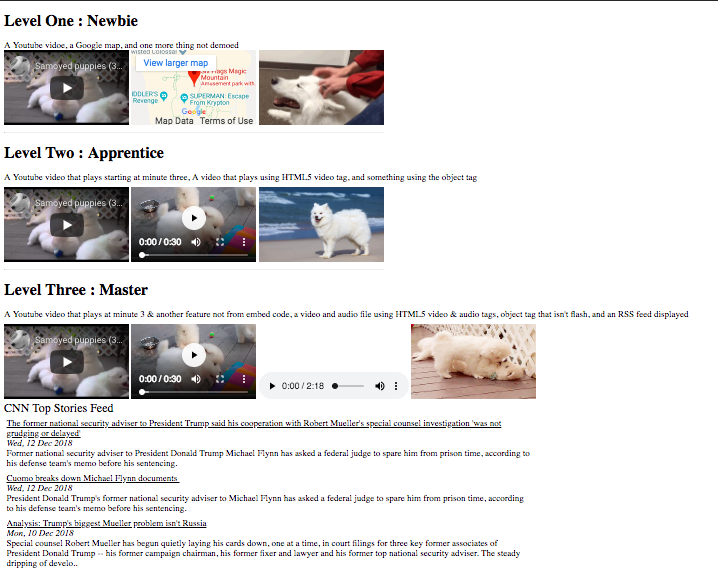 Level One : Newbie
A Youtube vidoe, a Google map, and one more thing not demoed
Samoyed puppies (3...
View larger map
Flags Magic
Mountain
Amusement park with
IDDLER'S
Revenge
SUPERMAN: Escape
From Krypton
Google
Map Data Terms of Use
Level Two : Apprentice
A Youtube video that plays starting at minute three, A video that plays using HTML5 video tag, and something using the object tag
Samoyed puppies (3...
0:00 / 0:30
Level Three : Master
A Youtube video that plays at minute 3 & another feature not from embed code, a video and audio file using HTML5 video & audio tags, object tag that isn't flash, and an RSS feed displayed
Samoyed puppies (3...
0:00 / 0:30
0:00 / 2:18
CNN Top Stories Feed
The former national security adviser to President Trump said his cooperation with Robert Mueller's special counsel investigation 'was not
grudging or delayed'
Wed, 12 Dec 2018
Former national security adviser to President Donald Trump Michael Flynn has asked a federal judge to spare him from prison time, according to
his defense team's memo before his sentencing.
Cuomo breaks down Michael Flynn documents
Wed, 12 Dec 2018
President Donald Trump's former national security adviser to Michael Flynn has asked a federal judge to spare him from prison time, according
to his defense team's memo before his sentencing.
Analysis: Trump's biggest Mueller problem isn't Russia
Mon, 10 Dec 2018
Special counsel Robert Mueller has begun quietly laying his cards down, one at a time, in court filings for three key former associates of
President Donald Trump -- his former campaign chairman, his former fixer and lawyer and his former top national security adviser. The steady
dripping of develo..